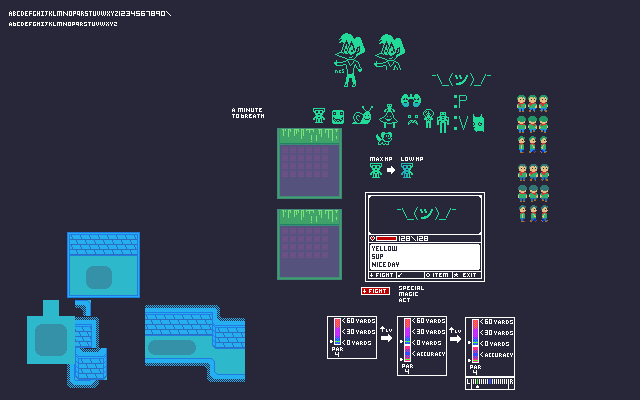 ABCDEFGHIJKLMNOPQRSTUVWXYZ1234567890\
ABCDEFGHIJKLMNOPQRSTUVWXYZ
¯\_(ツ)_/¯
:P
:V
A MINUTE
TO BREATH
MAX HP
LOW HP
¯\_(ツ)_/¯
128/128
YELLOW
SUP
NICE DAY
FIGHT
ITEM
EXIT
FIGHT
SPECIAL
MAGIC
ACT
< 60 YARDS
< 30 YARDS
< 0 YARDS
PAR
4
↑LV
< 60 YARDS
< 30 YARDS
< 0 YARDS
< ACCURACY
PAR
4
↑LV
< 60 YARDS
< 30 YARDS
< 0 YARDS
< ACCURACY
PAR
4
L
R